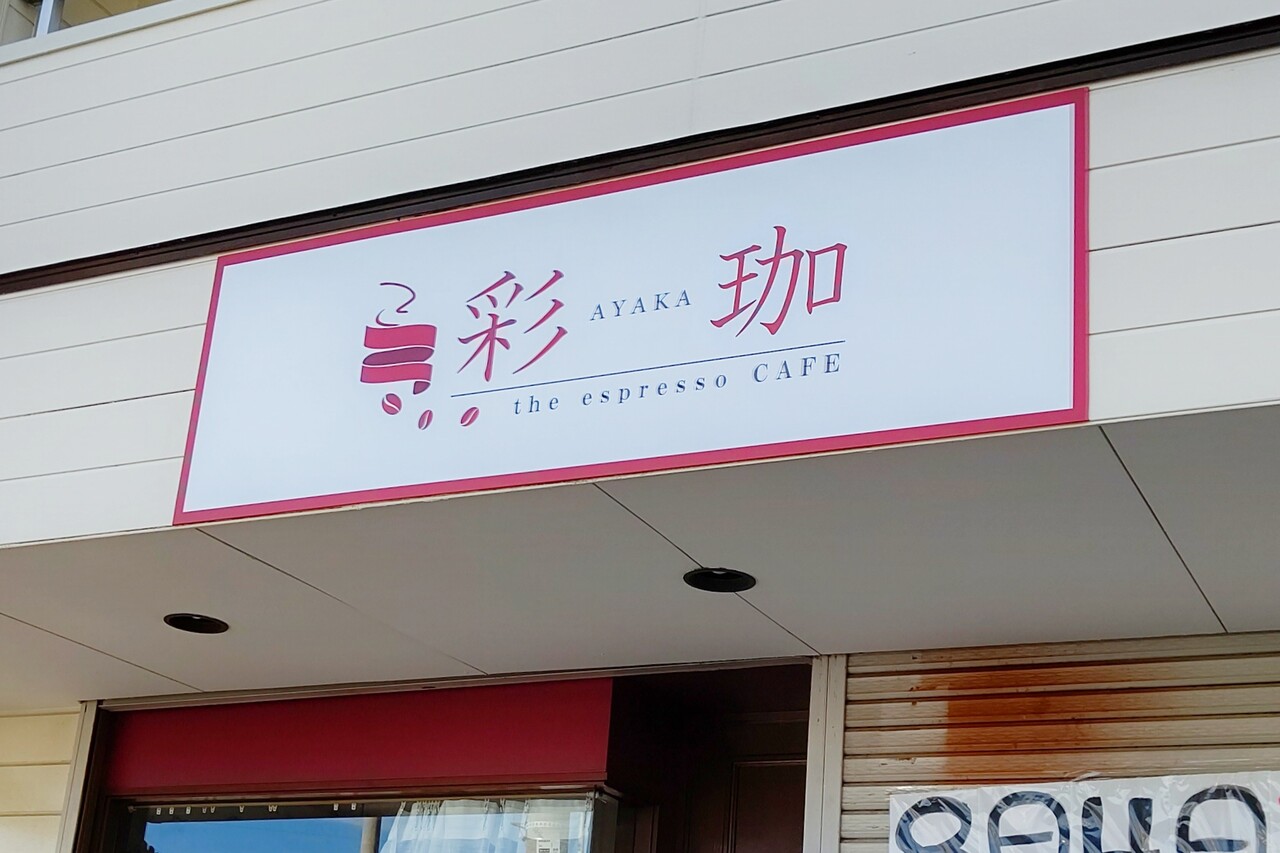 彩 AYAKA 珈
the espresso CAFE